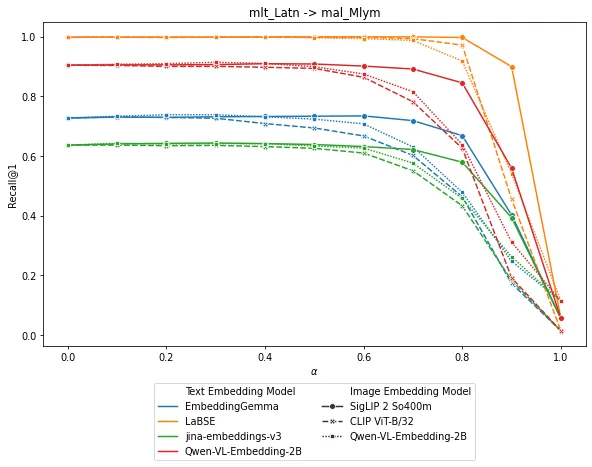 mlt_Latn -> mal_Mlym
Recall@1
1.0
0.8
0.6
0.4
0.2
0.0
0.0 0.2 0.4 0.6 0.8 1.0
α
Text Embedding Model
EmbeddingGemma
LaBSE
jina-embeddings-v3
Qwen-VL-Embedding-2B
Image Embedding Model
SigLIP 2 So400m
CLIP ViT-B/32
Qwen-VL-Embedding-2B